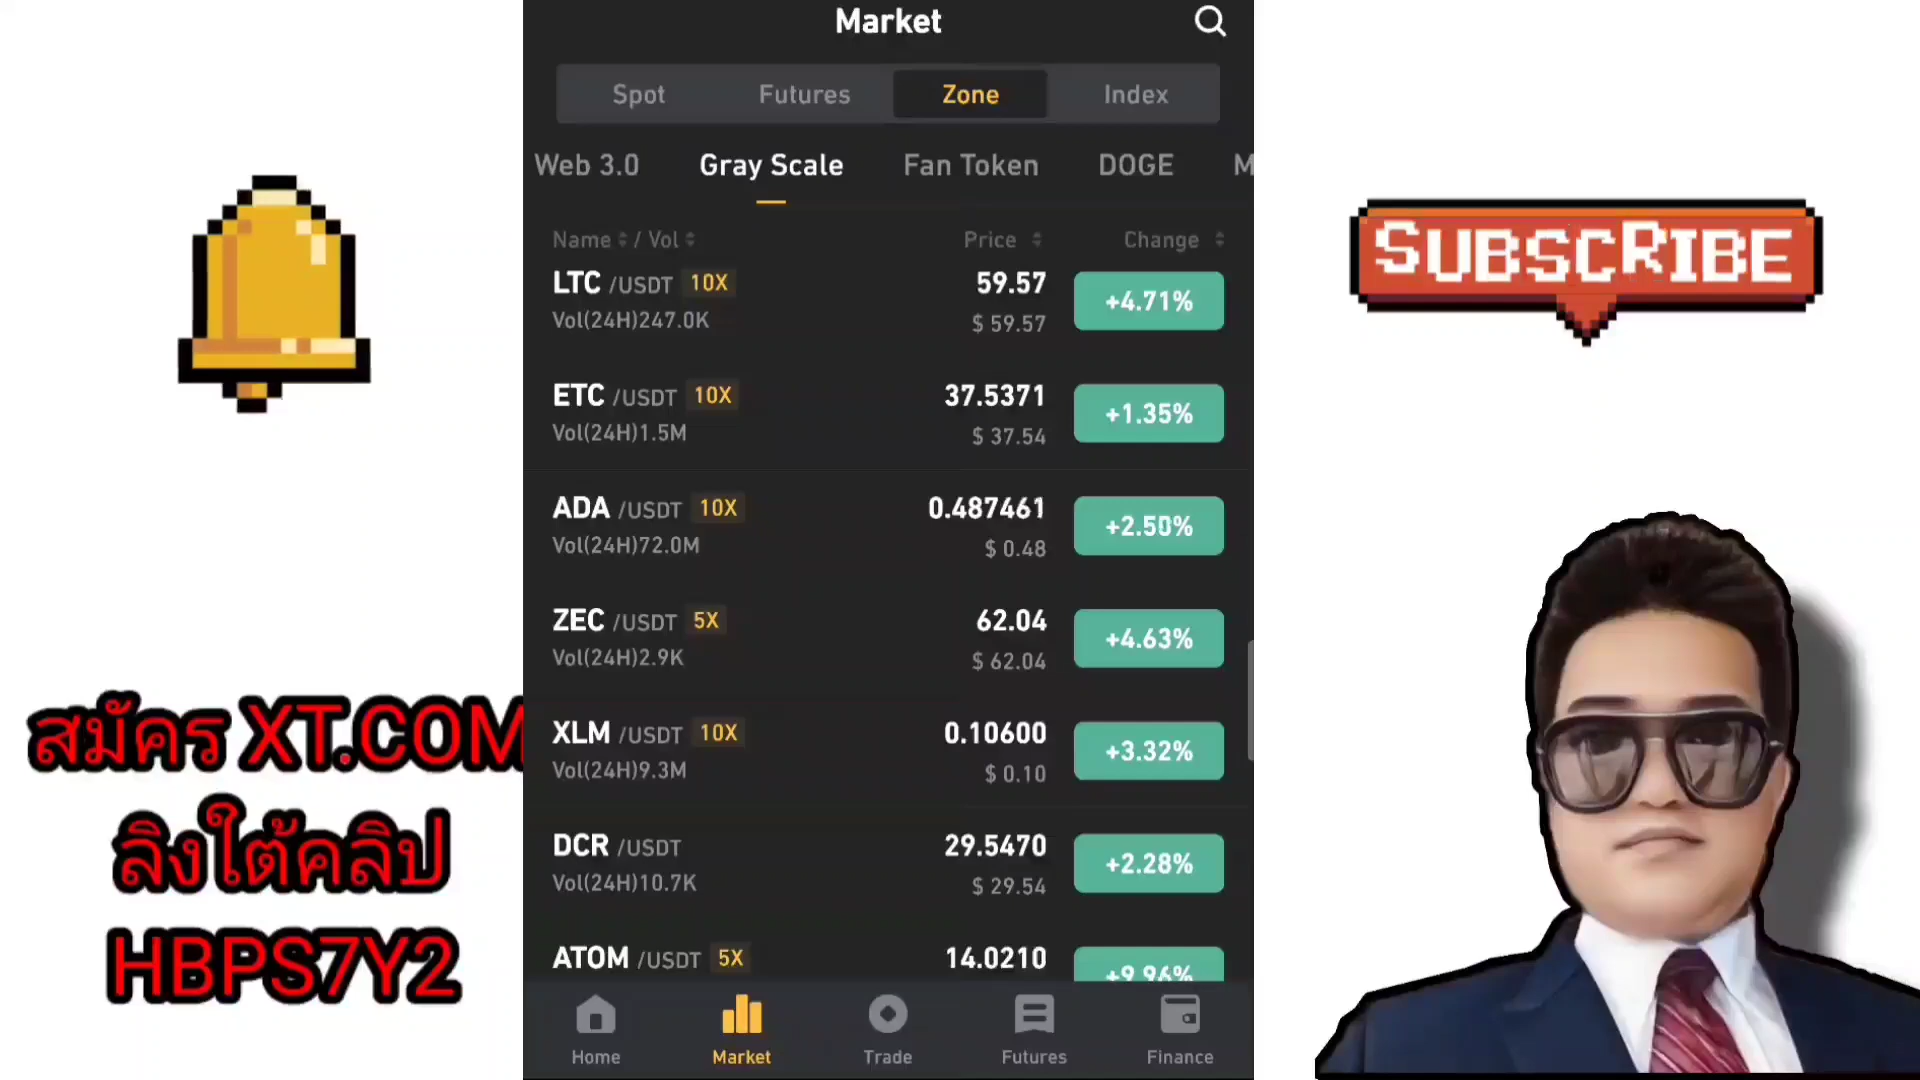 Market
Spot Futures Zone Index
Web 3.0 Gray Scale Fan Token DOGE M
Name / Vol Price Change
LTC /USDT 10X 59.57 +4.71%
Vol(24H)247.0K $ 59.57
ETC /USDT 10X 37.5371 +1.35%
Vol(24H)1.5M $ 37.54
ADA /USDT 10X 0.487461 +2.50%
Vol(24H)72.0M $ 0.48
ZEC /USDT 5X 62.04 +4.63%
Vol(24H)2.9K $ 62.04
XLM /USDT 10X 0.10600 +3.32%
Vol(24H)9.3M $ 0.10
DCR /USDT 29.5470 +2.28%
Vol(24H)10.7K $ 29.54
ATOM /USDT 5X 14.0210 +9.96%
Home Market Trade Futures Finance
สมัคร XT.COM
ลิงใต้คลิป
HBPS7Y2
SUBSCRIBE